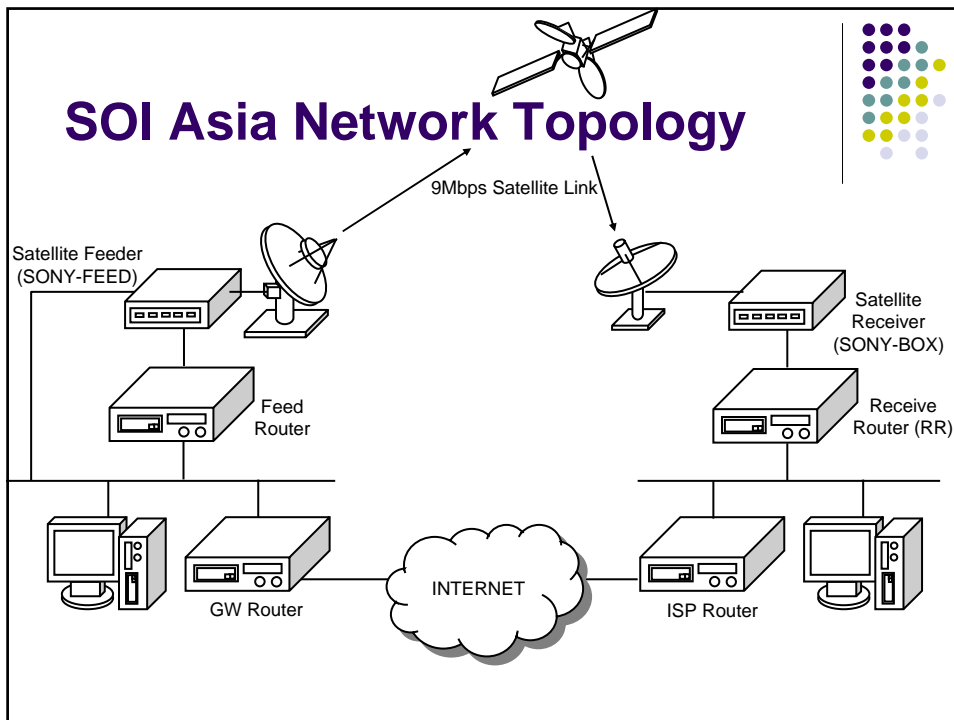 SOI Asia Network Topology
9Mbps Satellite Link
Satellite Feeder
(SONY-FEED)
Satellite
Receiver
(SONY-BOX)
Feed
Router
Receive
Router (RR)
INTERNET
GW Router
ISP Router